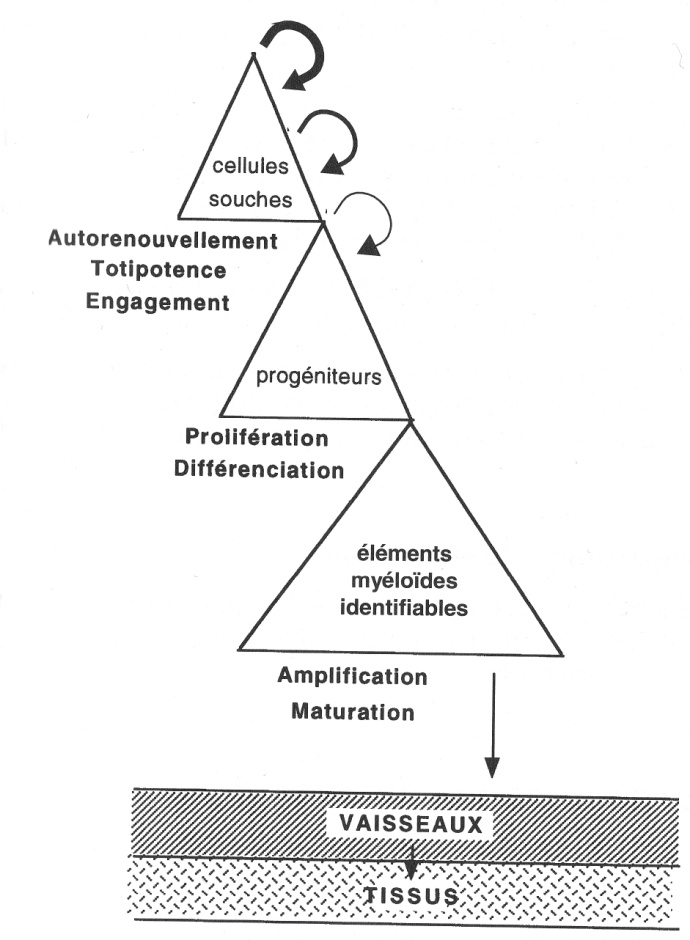 cellules
souches
Autorenouvellement
Totipotence
Engagement
progéniteurs
Prolifération
Différenciation
éléments
myéloïdes
identifiables
Amplification
Maturation
VAISSEAUX
TISSUS